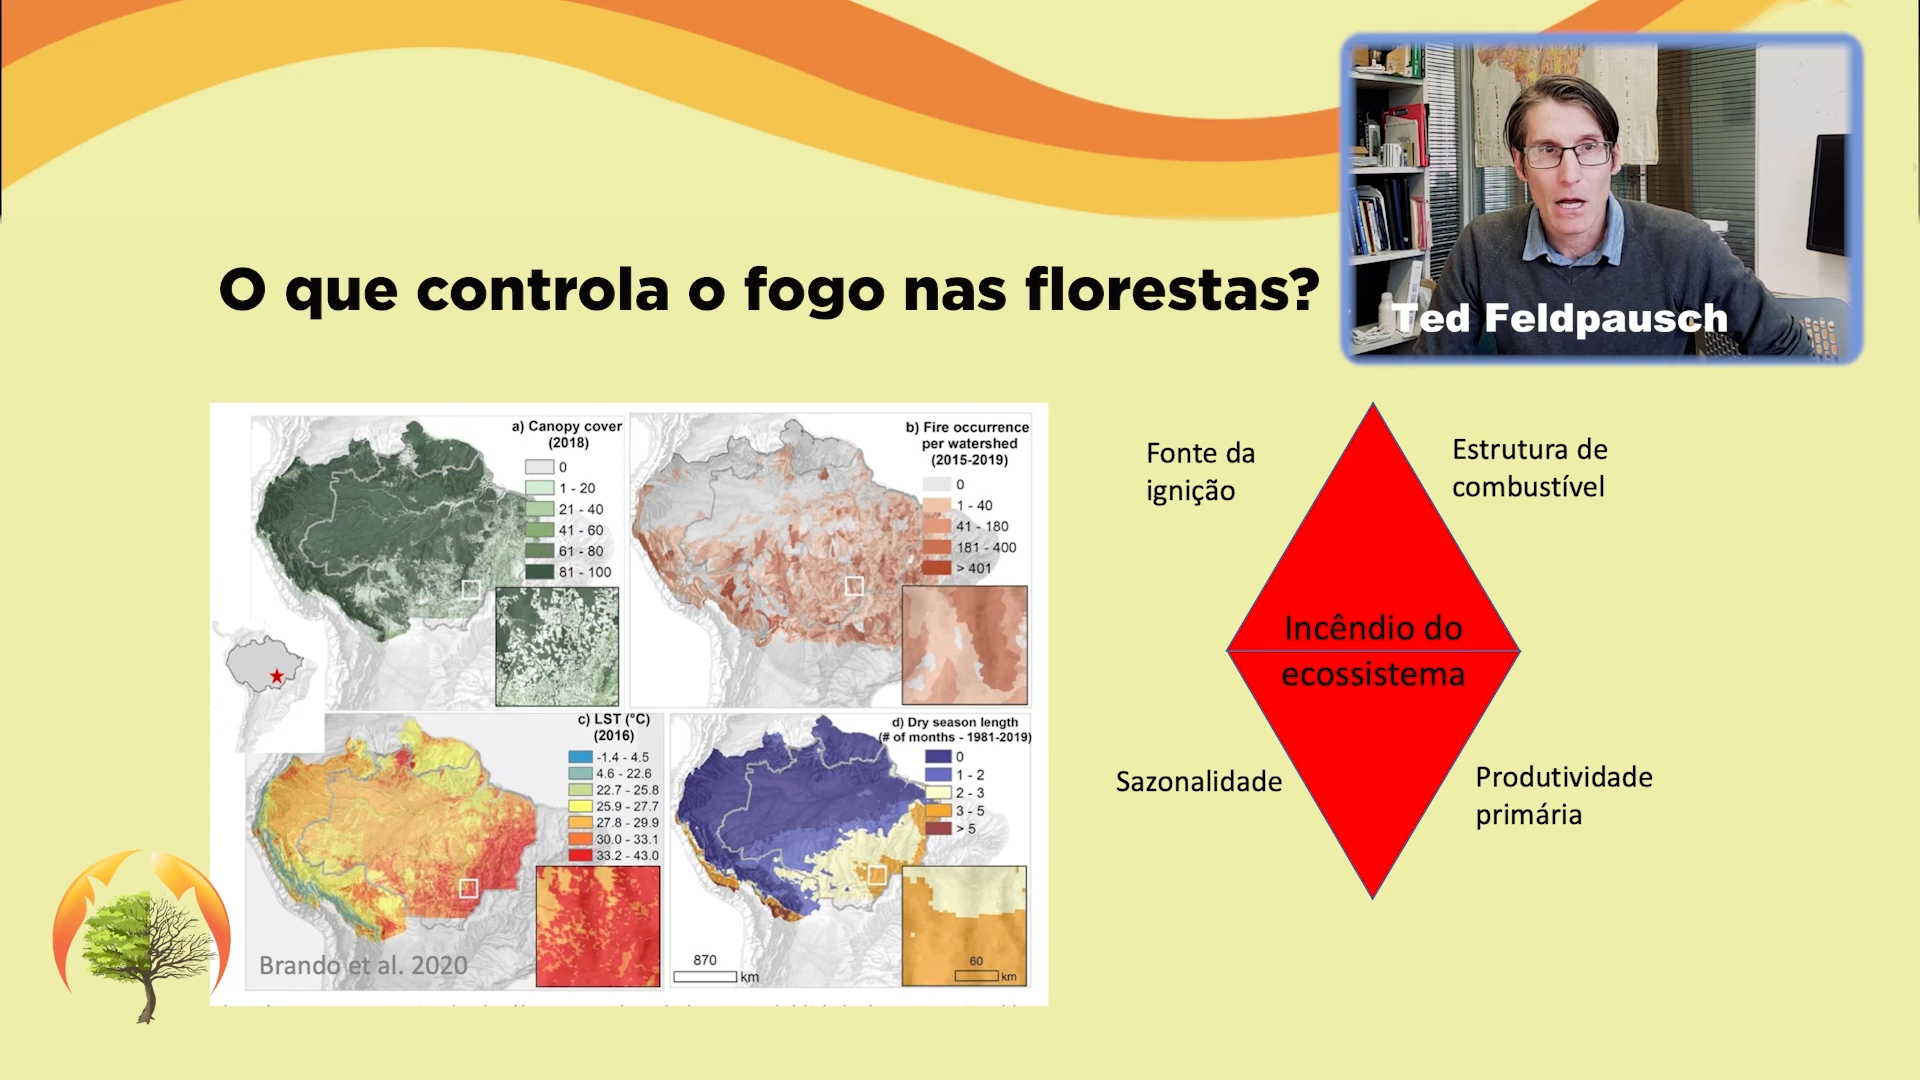 Ted Feldpausch
O que controla o fogo nas florestas?
a) Canopy cover
(2018)
0
1 - 20
21 - 40
41 - 60
61 - 80
81 - 100
b) Fire occurrence
per watershed
(2015-2019)
0
1 - 40
41 - 180
181 - 400
> 401
c) LST (°C)
(2016)
-1.4 - 4.5
4.6 - 22.6
22.7 - 25.8
25.9 - 27.7
27.8 - 29.9
30.0 - 33.1
33.2 - 43.0
d) Dry season length
(# of months - 1981-2019)
0
1 - 2
2 - 3
3 - 5
> 5
870
km
60
km
Brando et al. 2020
Fonte da
ignição
Estrutura de
combustível
Incêndio do
ecossistema
Sazonalidade
Produtividade
primária